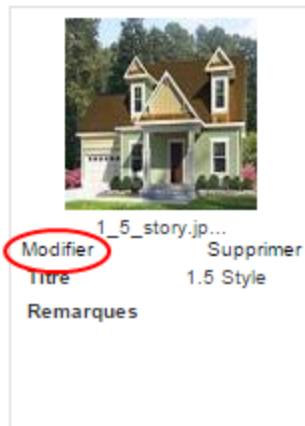 1_5_story.jp...
Modifier Supprimer
Titre 1.5 Style
Remarques